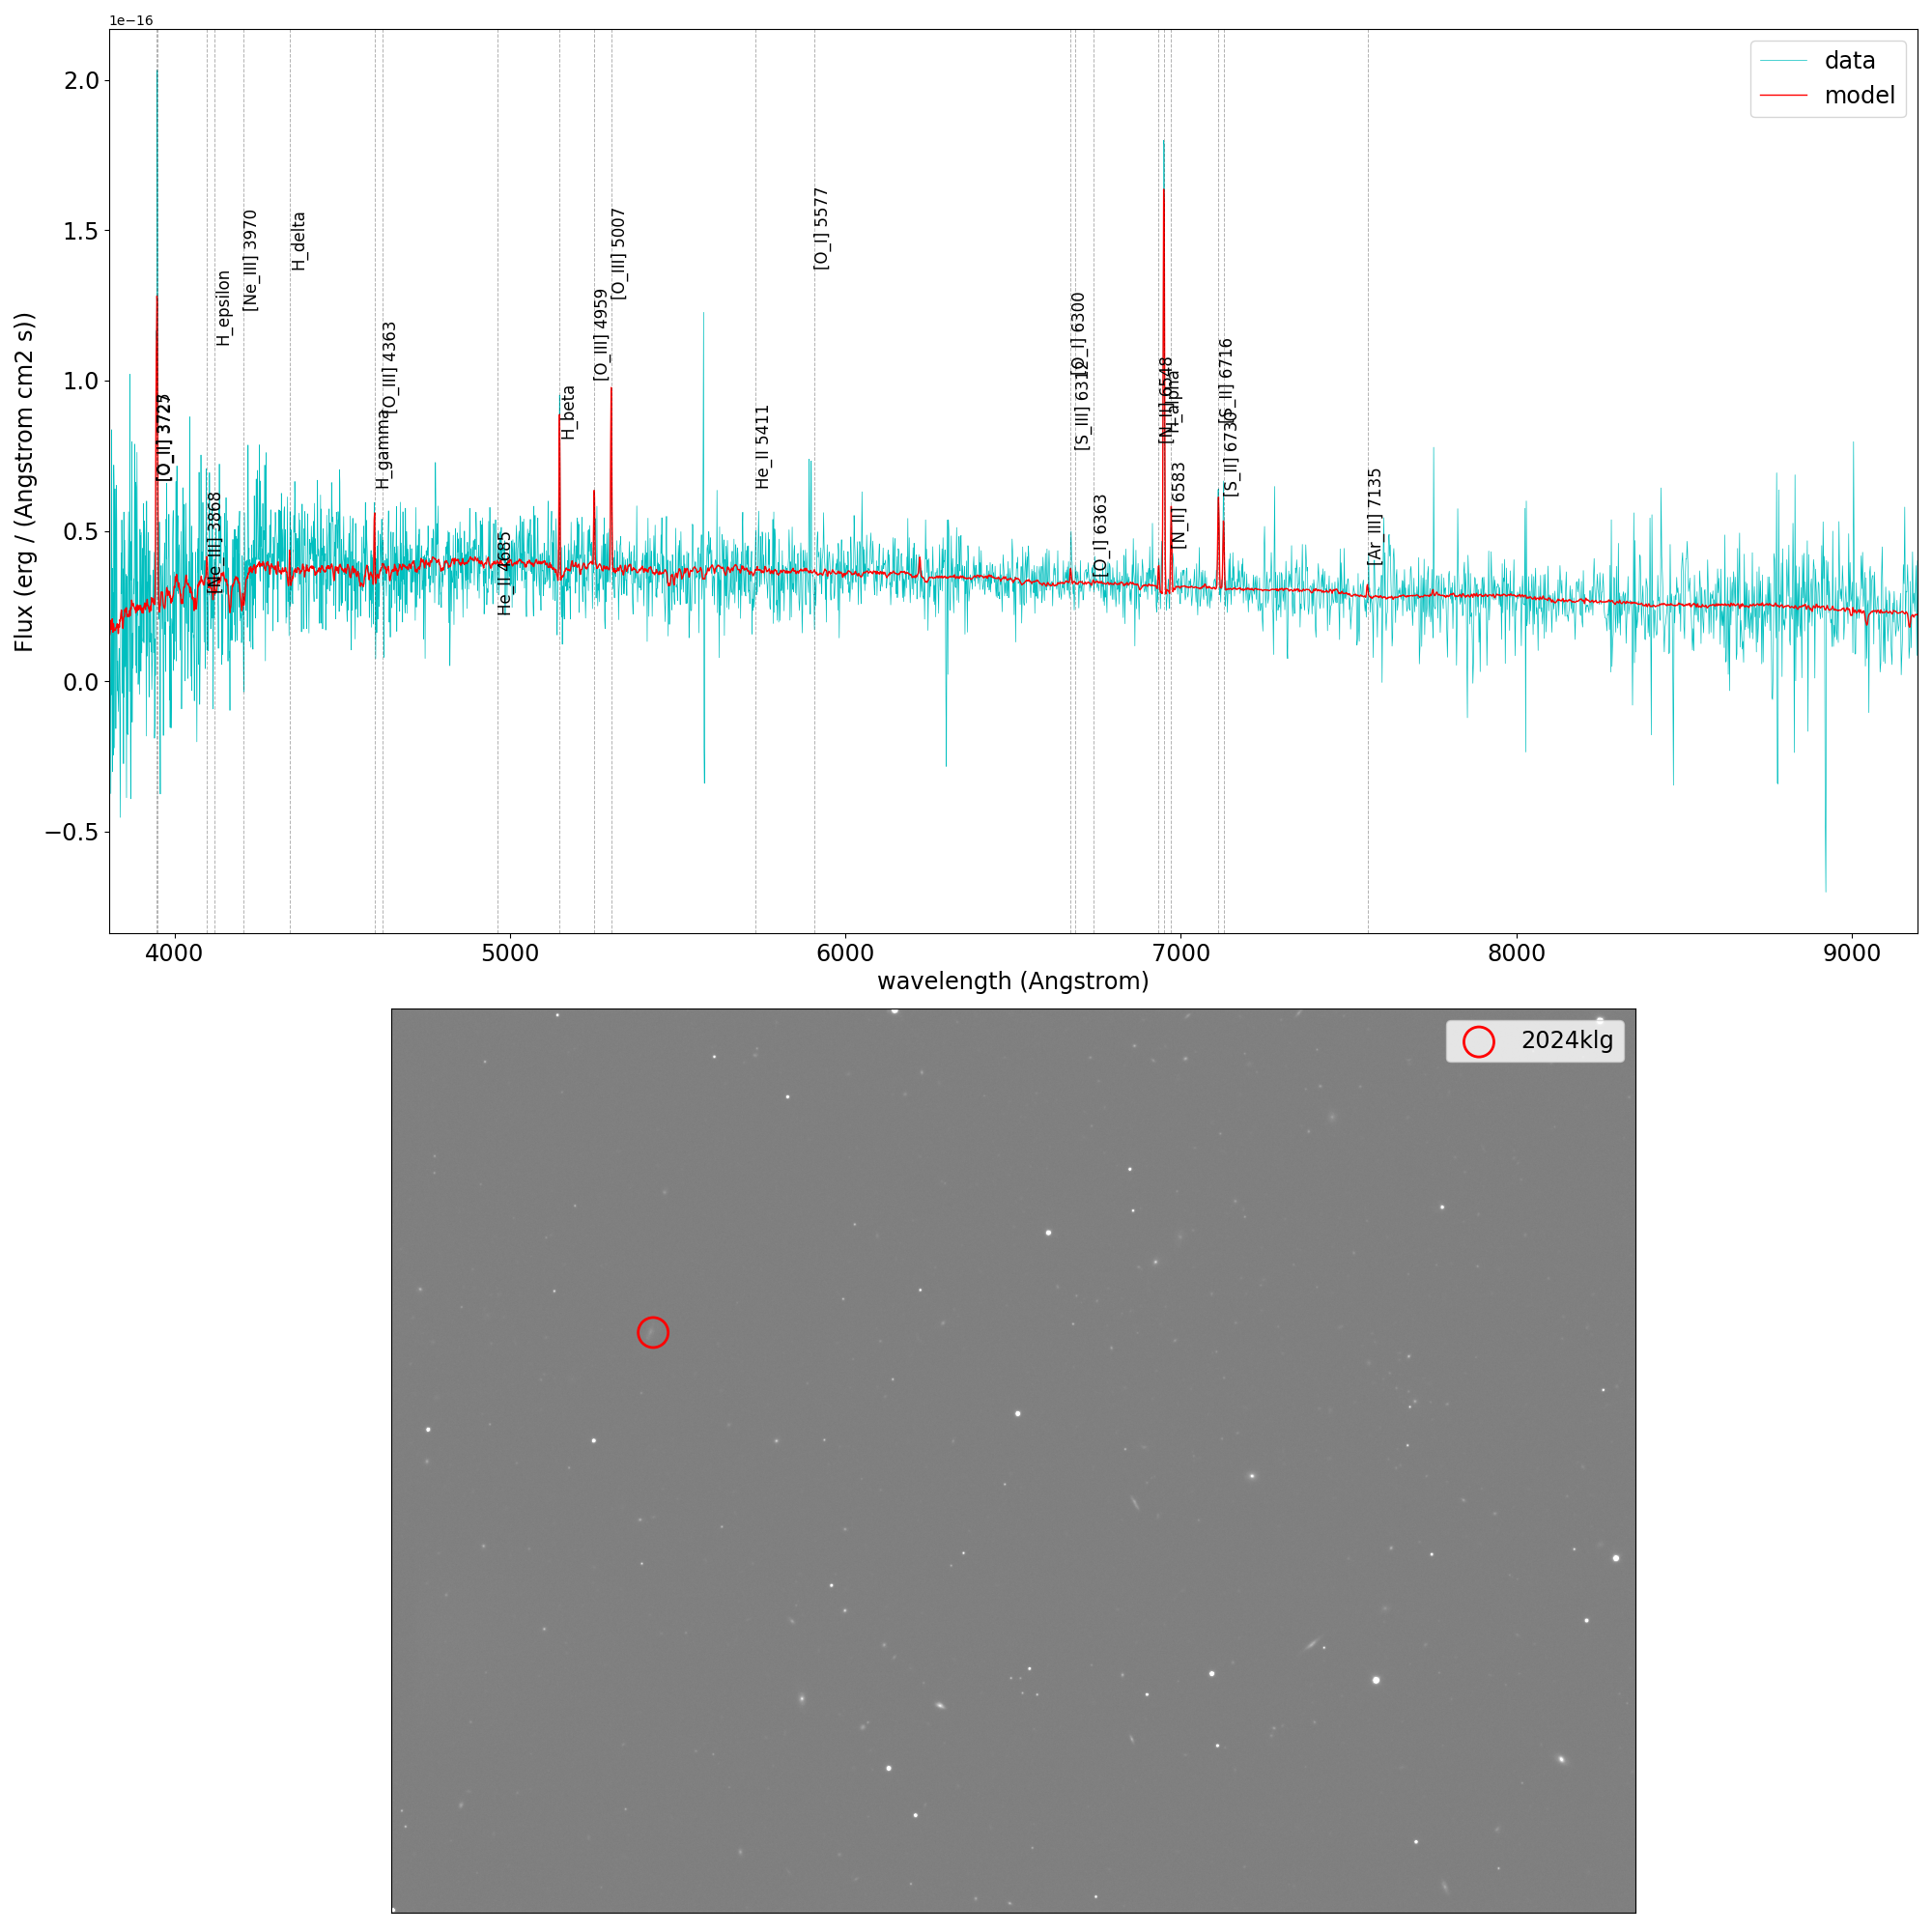 1e−16
data
model
2.0
1.5
1.0
0.5
0.0
−0.5
Flux (erg / (Angstrom cm2 s))
[O_II] 3727
[Ne_III] 3868
H_epsilon
[Ne_III] 3970
H_delta
H_gamma
[O_III] 4363
He_II 4685
H_beta
[O_III] 4959
[O_III] 5007
He_II 5411
[O_I] 5577
[O_I] 6300
[S_III] 6312
[O_I] 6363
[N_II] 6548
H_alpha
[N_II] 6583
[S_II] 6716
[S_II] 6730
[Ar_III] 7135
4000 5000 6000 7000 8000 9000
wavelength (Angstrom)
2024klg